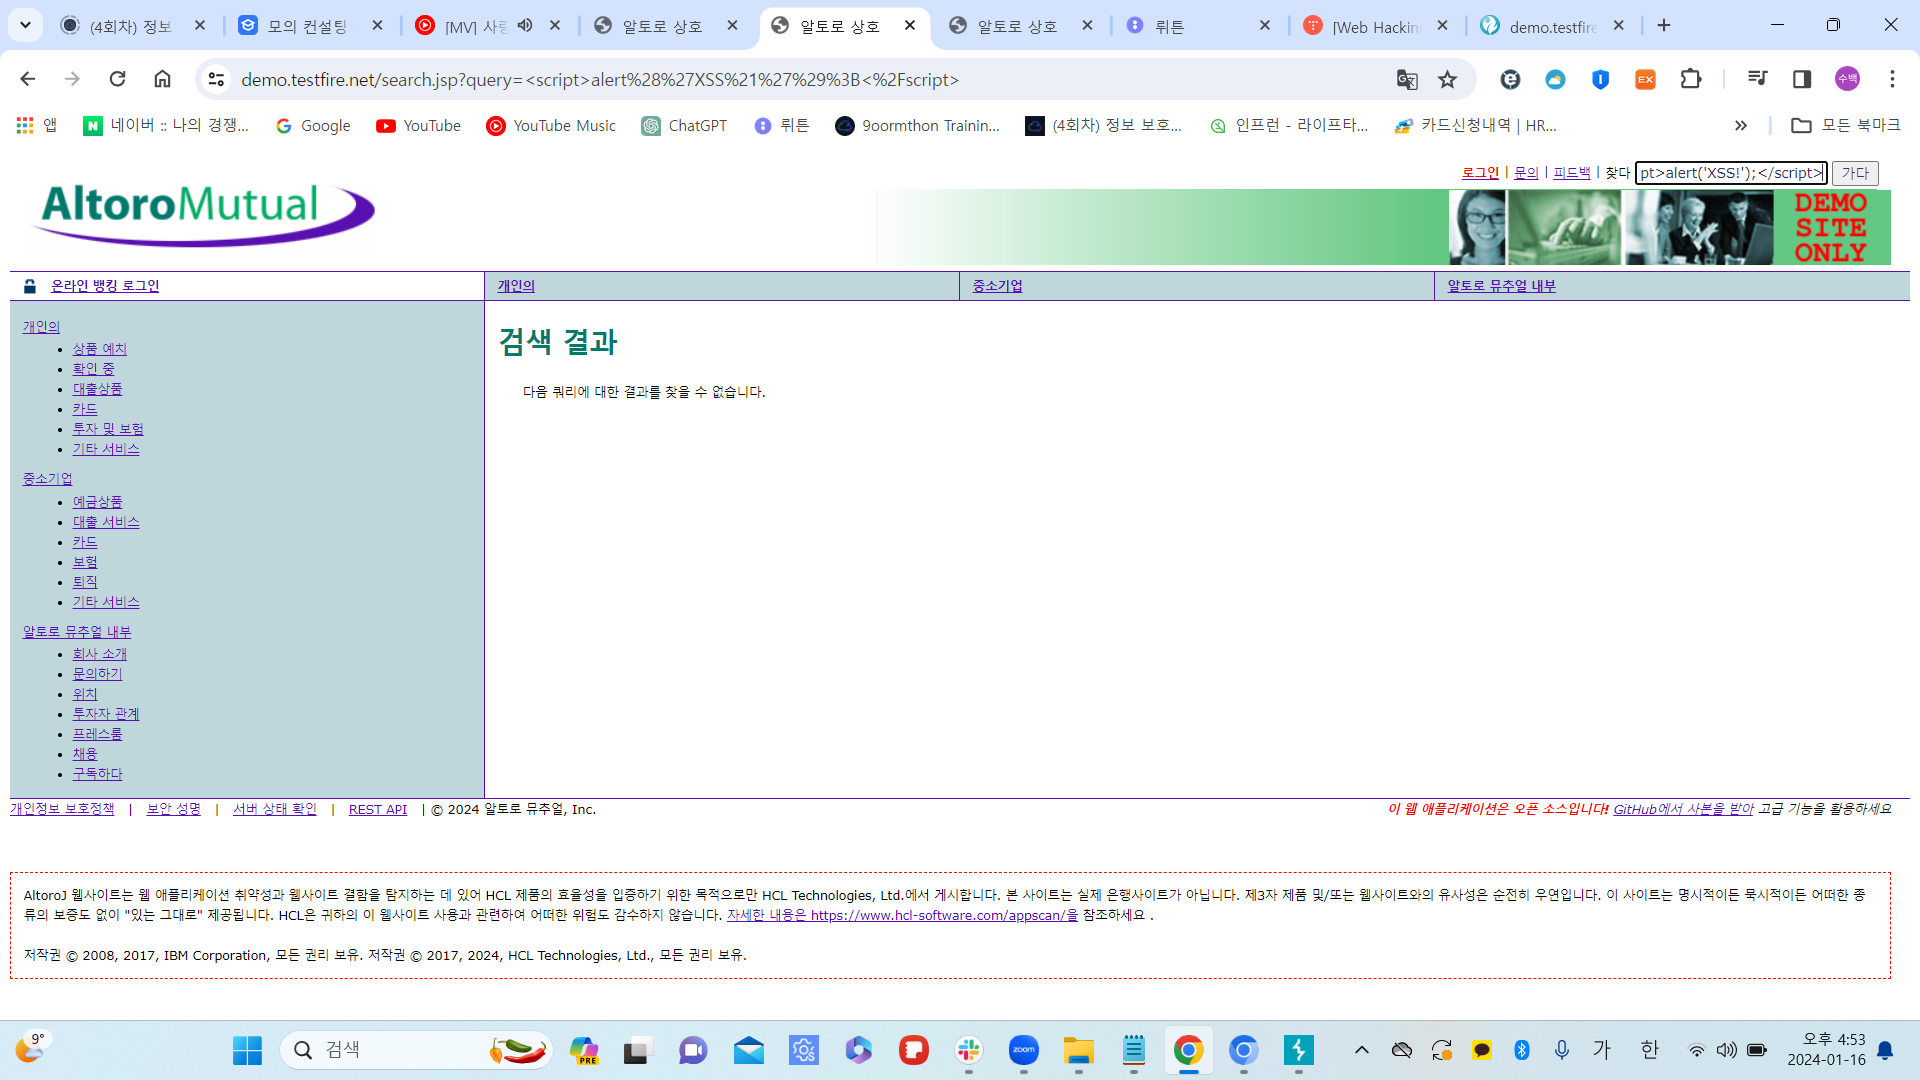 (4회차) 정보
모의 컨설팅
[MV] 사랑
알토로 상호
알토로 상호
알토로 상호
뤼튼
[Web Hackin
demo.testfire
demo.testfire.net/search.jsp?query=<script>alert%28%27XSS%21%27%29%3B<%2Fscript>
EX
수백
앱
네이버 :: 나의 경쟁...
Google
YouTube
YouTube Music
ChatGPT
뤼튼
9oormthon Trainin...
(4회차) 정보 보호...
인프런 - 라이프타...
카드신청내역 | HR...
모든 북마크
로그인 | 문의 | 피드백 | 찾다 pt>alert('XSS!');</script> 가다
AltoroMutual
DEMO
SITE
ONLY
온라인 뱅킹 로그인
개인의
중소기업
알토로 뮤추얼 내부
개인의
상품 예치
확인 중
대출상품
카드
투자 및 보험
기타 서비스
중소기업
예금상품
대출 서비스
카드
보험
퇴직
기타 서비스
알토로 뮤추얼 내부
회사 소개
문의하기
위치
투자자 관계
프레스룸
채용
구독하다
검색 결과
다음 쿼리에 대한 결과를 찾을 수 없습니다.
개인정보 보호정책 | 보안 성명 | 서버 상태 확인 | REST API | © 2024 알토로 뮤추얼, Inc.
이 웹 애플리케이션은 오픈 소스입니다! GitHub에서 사본을 받아 고급 기능을 활용하세요
AltoroJ 웹사이트는 웹 애플리케이션 취약성과 웹사이트 결함을 탐지하는 데 있어 HCL 제품의 효율성을 입증하기 위한 목적으로만 HCL Technologies, Ltd.에서 게시합니다. 본 사이트는 실제 은행사이트가 아닙니다. 제3자 제품 및/또는 웹사이트와의 유사성은 순전히 우연입니다. 이 사이트는 명시적이든 묵시적이든 어떠한 종
류의 보증도 없이 "있는 그대로" 제공됩니다. HCL은 귀하의 이 웹사이트 사용과 관련하여 어떠한 위험도 감수하지 않습니다. 자세한 내용은 https://www.hcl-software.com/appscan/을 참조하세요 .
저작권 © 2008, 2017, IBM Corporation, 모든 권리 보유. 저작권 © 2017, 2024, HCL Technologies, Ltd., 모든 권리 보유.
9°
검색
PRE
zoom
가
한
오후 4:53
2024-01-16